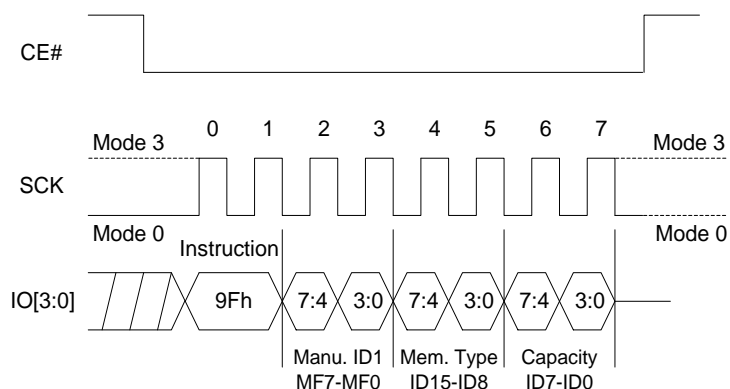 CE#
0 1 2 3 4 5 6 7
Mode 3 Mode 3
SCK
Mode 0 Mode 0
Instruction
IO[3:0] 9Fh 7:4 3:0 7:4 3:0 7:4 3:0
Manu. ID1 Mem. Type Capacity
MF7-MF0 ID15-ID8 ID7-ID0